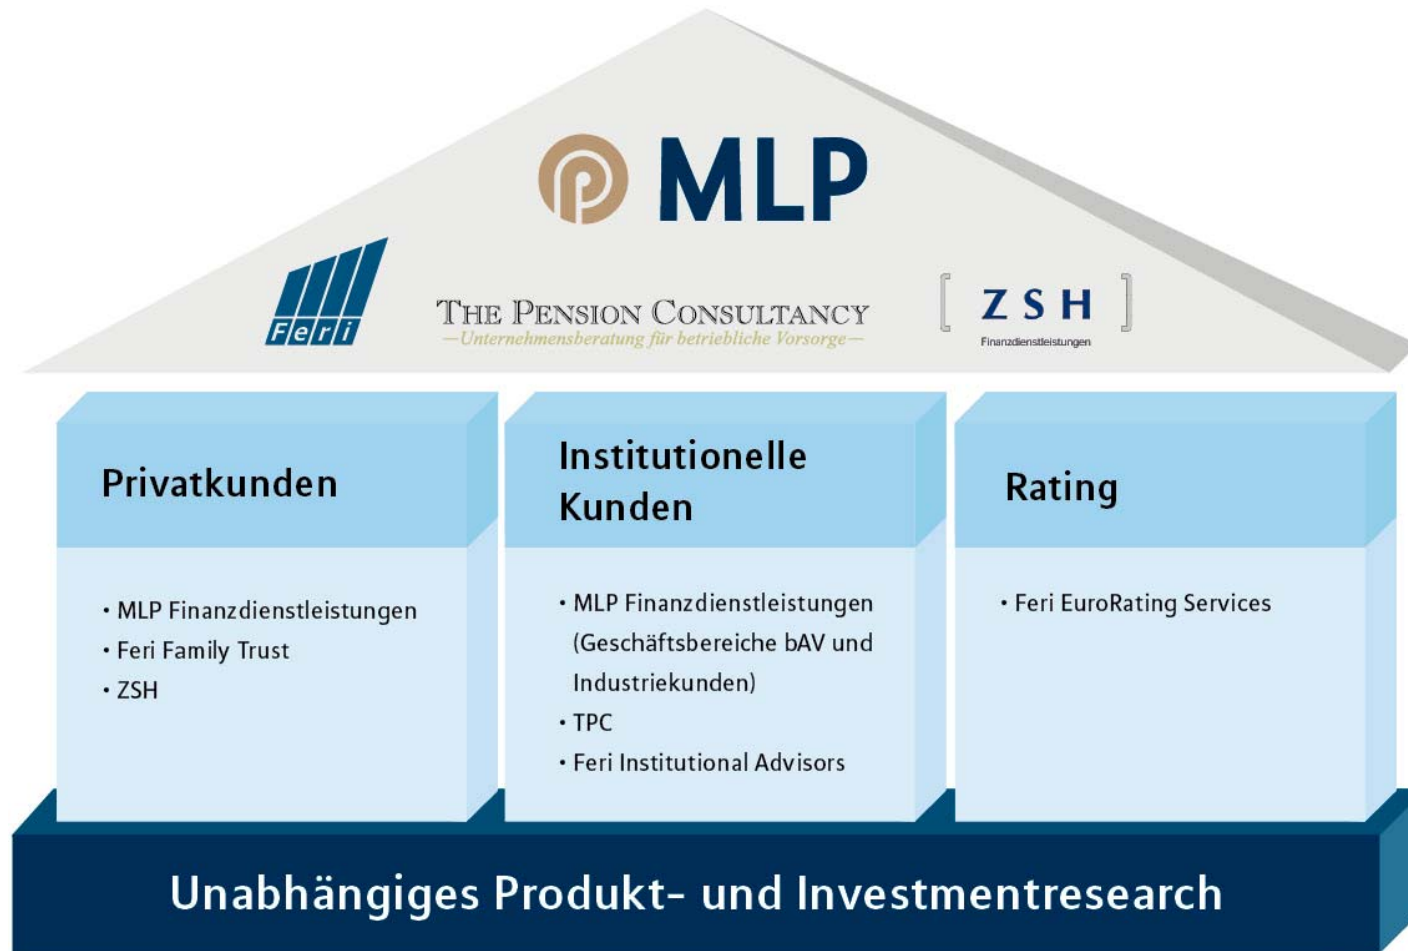 MLP
Feri
THE PENSION CONSULTANCY
—Unternehmensberatung für betriebliche Vorsorge—
[ Z S H ]
Finanzdienstleistungen
Privatkunden
• MLP Finanzdienstleistungen
• Feri Family Trust
• ZSH
Institutionelle
Kunden
• MLP Finanzdienstleistungen
(Geschäftsbereiche bAV und
Industriekunden)
• TPC
• Feri Institutional Advisors
Rating
• Feri EuroRating Services
Unabhängiges Produkt- und Investmentresearch